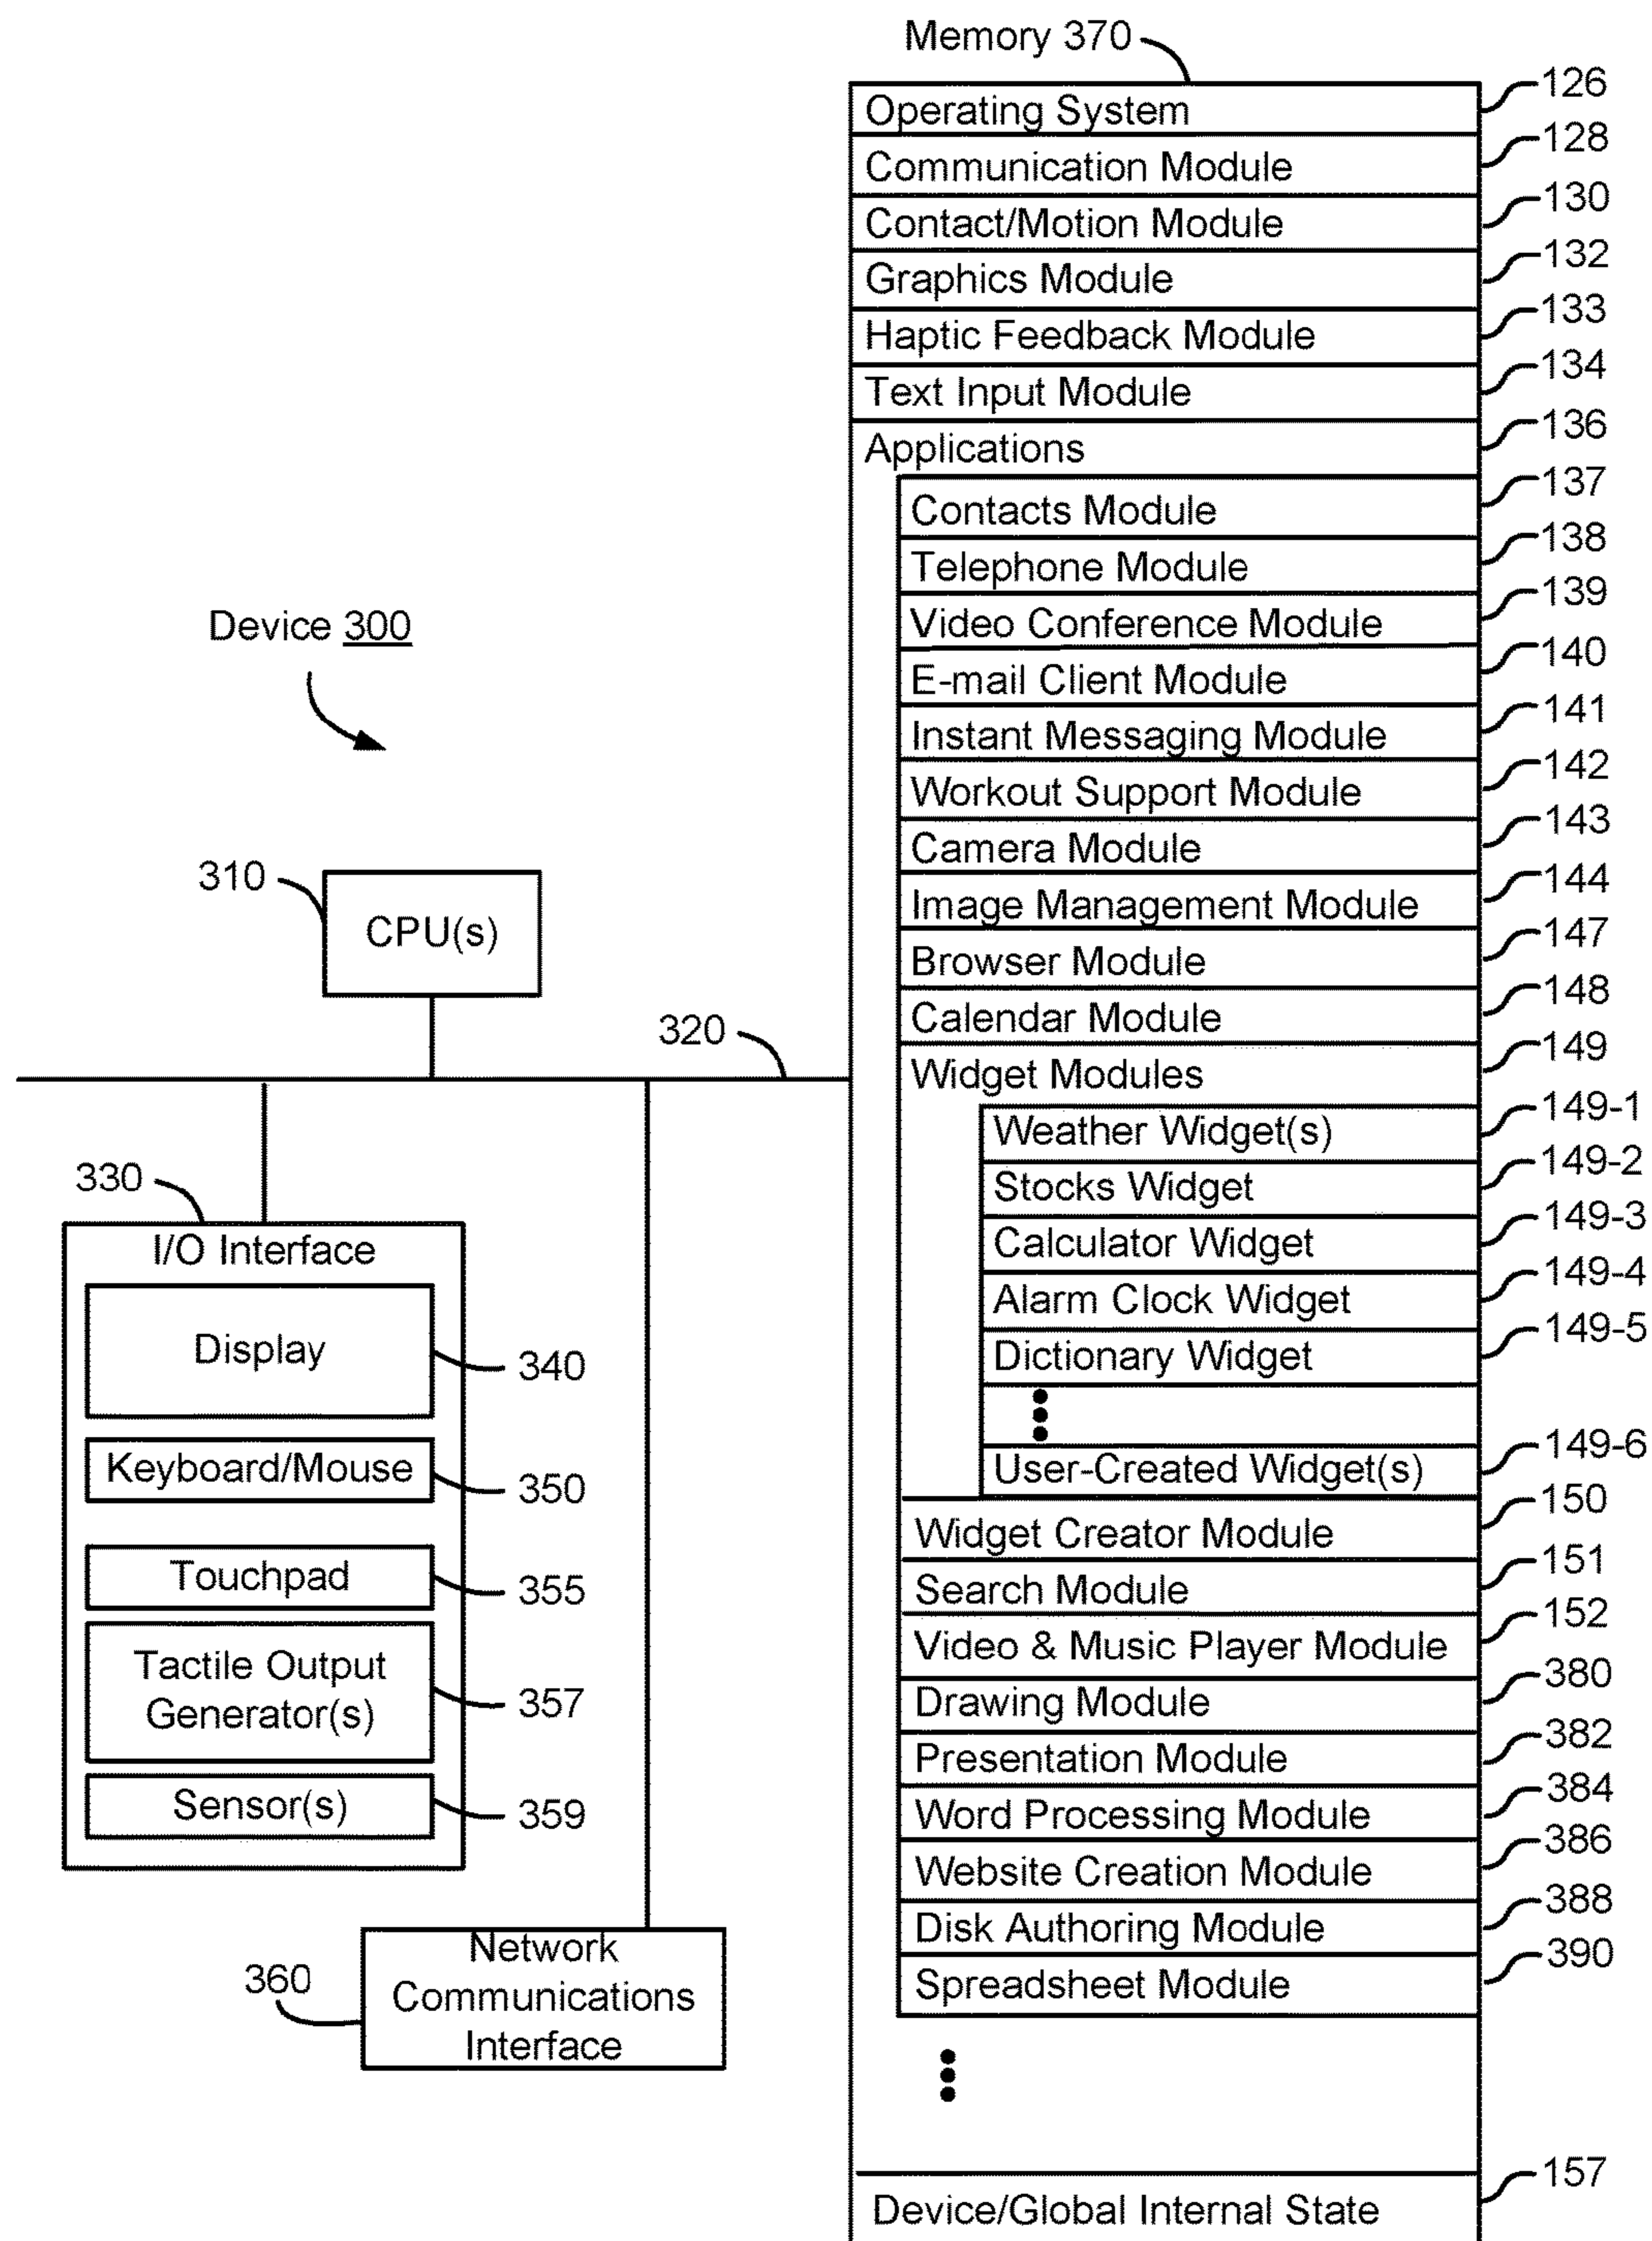 Memory 370
Operating System 126
Communication Module 128
Contact/Motion Module 130
Graphics Module 132
Haptic Feedback Module 133
Text Input Module 134
Applications 136
Contacts Module 137
Telephone Module 138
Video Conference Module 139
E-mail Client Module 140
Instant Messaging Module 141
Workout Support Module 142
Camera Module 143
Image Management Module 144
Browser Module 147
Calendar Module 148
Widget Modules 149
Weather Widget(s) 149-1
Stocks Widget 149-2
Calculator Widget 149-3
Alarm Clock Widget 149-4
Dictionary Widget 149-5
User-Created Widget(s) 149-6
Widget Creator Module 150
Search Module 151
Video & Music Player Module 152
Drawing Module 380
Presentation Module 382
Word Processing Module 384
Website Creation Module 386
Disk Authoring Module 388
Spreadsheet Module 390
Device/Global Internal State 157
Device 300
310
CPU(s)
320
330
I/O Interface
Display 340
Keyboard/Mouse 350
Touchpad 355
Tactile Output
Generator(s) 357
Sensor(s) 359
360
Network
Communications
Interface